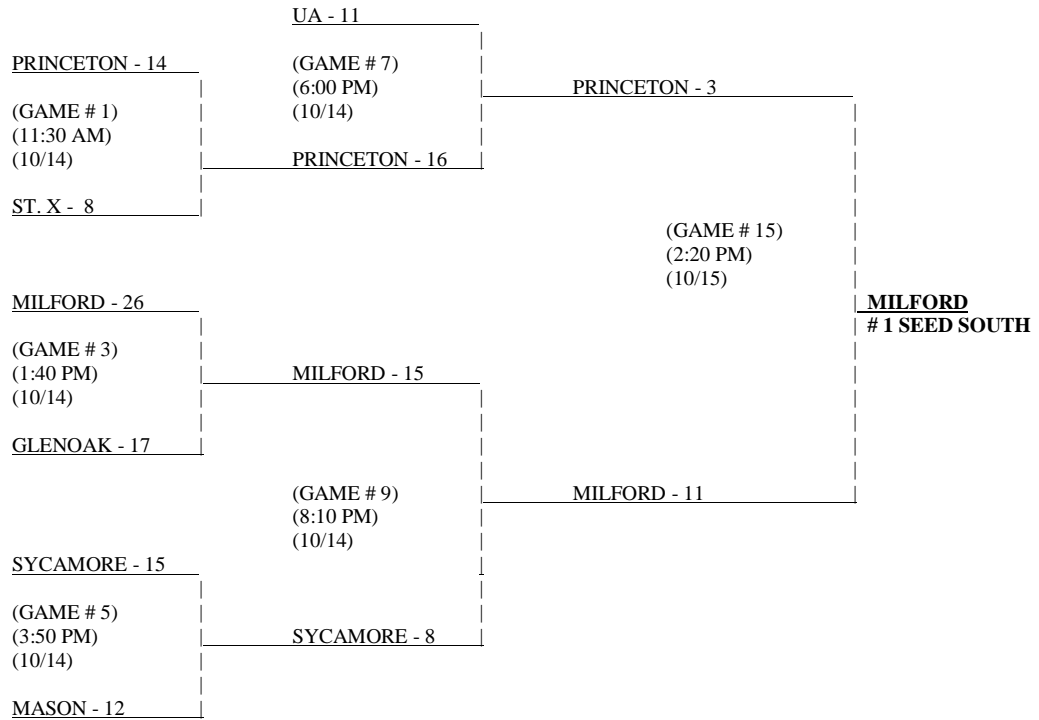 UA - 11
PRINCETON - 14
(GAME # 7)
(6:00 PM)
(10/14)
PRINCETON - 3
(GAME # 1)
(11:30 AM)
(10/14)
PRINCETON - 16
ST. X - 8
(GAME # 15)
(2:20 PM)
(10/15)
MILFORD - 26
MILFORD
# 1 SEED SOUTH
(GAME # 3)
(1:40 PM)
(10/14)
MILFORD - 15
GLENOAK - 17
(GAME # 9)
(8:10 PM)
(10/14)
MILFORD - 11
SYCAMORE - 15
(GAME # 5)
(3:50 PM)
(10/14)
SYCAMORE - 8
MASON - 12